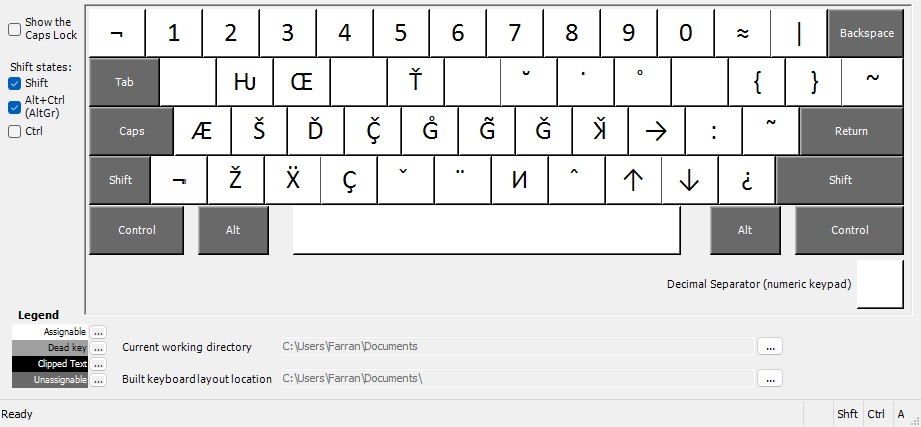 Show the
Caps Lock
¬ 1 2 3 4 5 6 7 8 9 0 ≈ | Backspace
Shift states:
Shift
Alt+Ctrl
(AltGr)
Ctrl
Tab Ƕ Œ Ť ˘ ˙ ˚ { } ~
Caps Æ Š Ď Ç̌ G̊ G̃ Ğ Ǩ → : ˜ Return
Shift ¬ Ž Ẍ Ç ˇ ¨ И ˆ ↑ ↓ ¿ Shift
Control Alt Alt Control
Decimal Separator (numeric keypad)
Legend
Assignable ...
Dead key ...
Clipped Text ...
Unassignable ...
Current working directory C:\Users\Farran\Documents ...
Built keyboard layout location C:\Users\Farran\Documents\ ...
Ready Shft Ctrl A